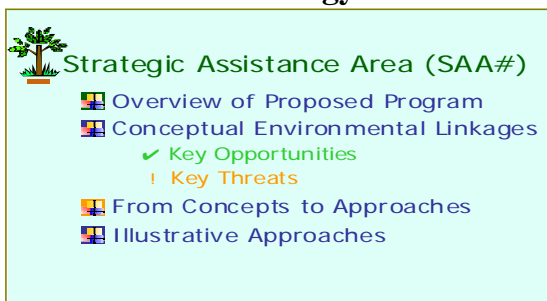 Strategic Assistance Area (SAA#)
Overview of Proposed Program
Conceptual Environmental Linkages
✔ Key Opportunities
! Key Threats
From Concepts to Approaches
Illustrative Approaches